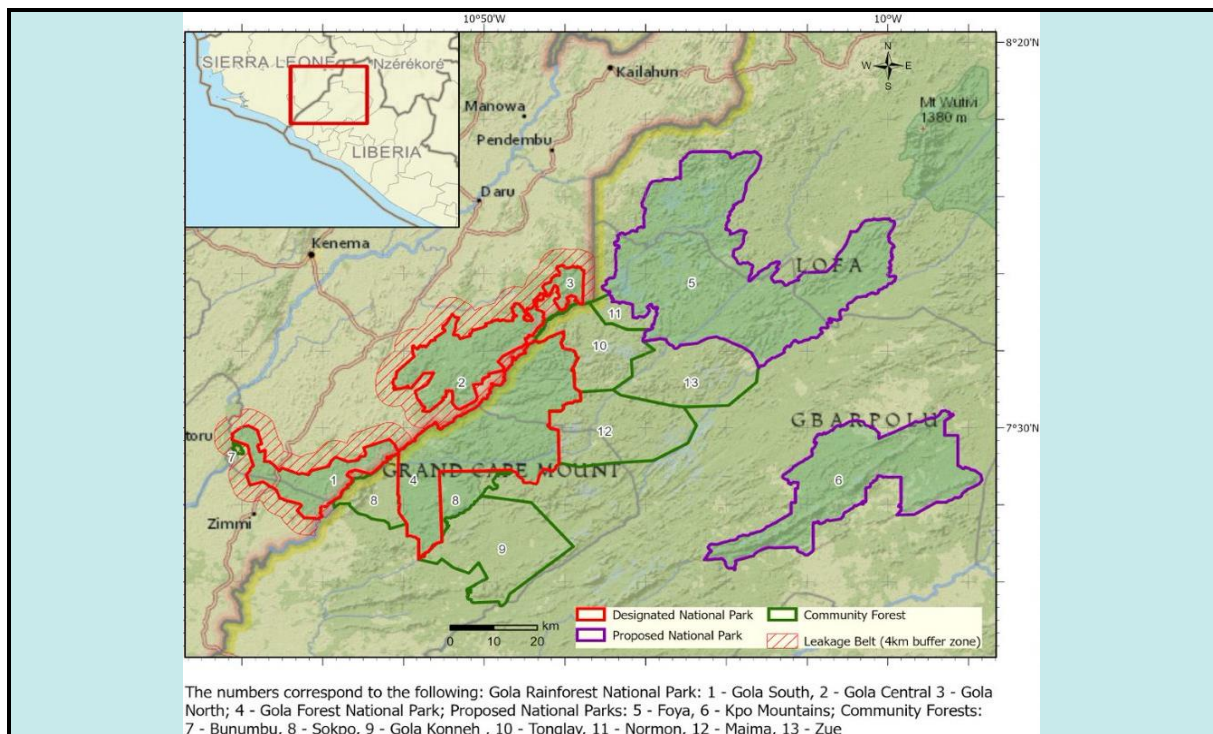 10°50'W
10°W
8°20'N
SIERRA LEONE
Nzérékoré
LIBERIA
N
W E
S
Kailahun
Mt Wutivi
1380 m
Manowa
Pendembu
Daru
Kenema
LOFA
3
5
11
10
2
13
GBARPOLU
toru
12
7°30'N
7
GRAND CAPE MOUNT
1
4
6
8
8
Zimmi
9
km
0 10 20
Designated National Park
Community Forest
Proposed National Park
Leakage Belt (4km buffer zone)
The numbers correspond to the following: Gola Rainforest National Park: 1 - Gola South, 2 - Gola Central 3 - Gola
North; 4 - Gola Forest National Park; Proposed National Parks: 5 - Foya, 6 - Kpo Mountains; Community Forests:
7 - Bunumbu, 8 - Sokpo, 9 - Gola Konneh , 10 - Tonglay, 11 - Normon, 12 - Maima, 13 - Zue